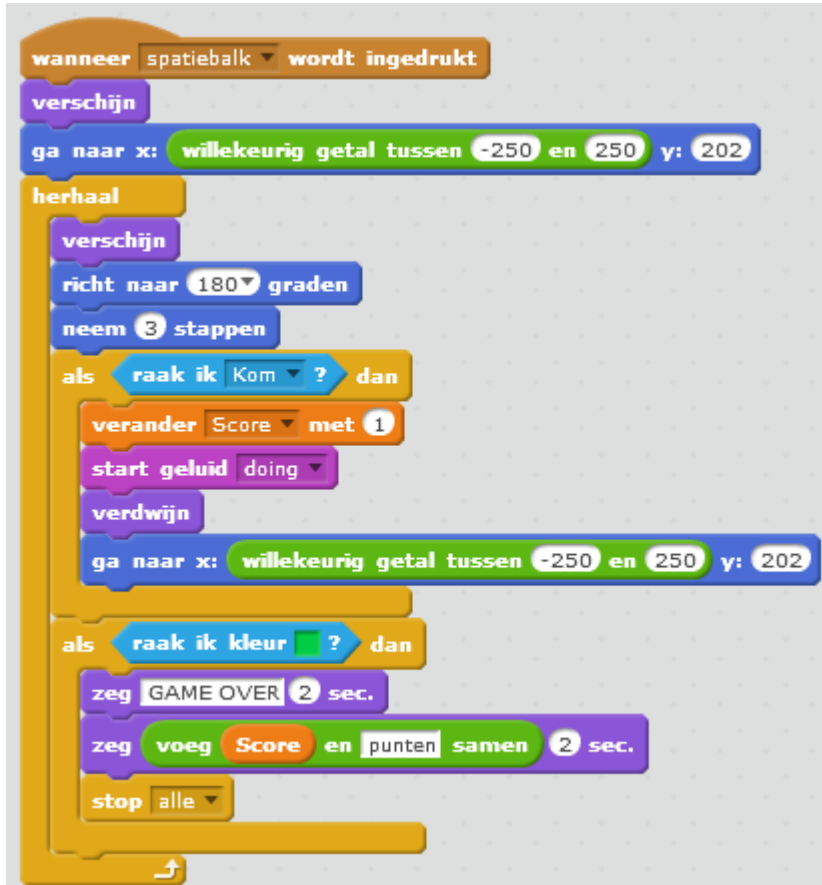 wanneer spatiebalk wordt ingedrukt
verschijn
ga naar x: willekeurig getal tussen -250 en 250 y: 202
herhaal
verschijn
richt naar 180 graden
neem 3 stappen
als raak ik Kom ? dan
verander Score met 1
start geluid doing
verdwijn
ga naar x: willekeurig getal tussen -250 en 250 y: 202
als raak ik kleur ? dan
zeg GAME OVER 2 sec.
zeg voeg Score en punten samen 2 sec.
stop alle